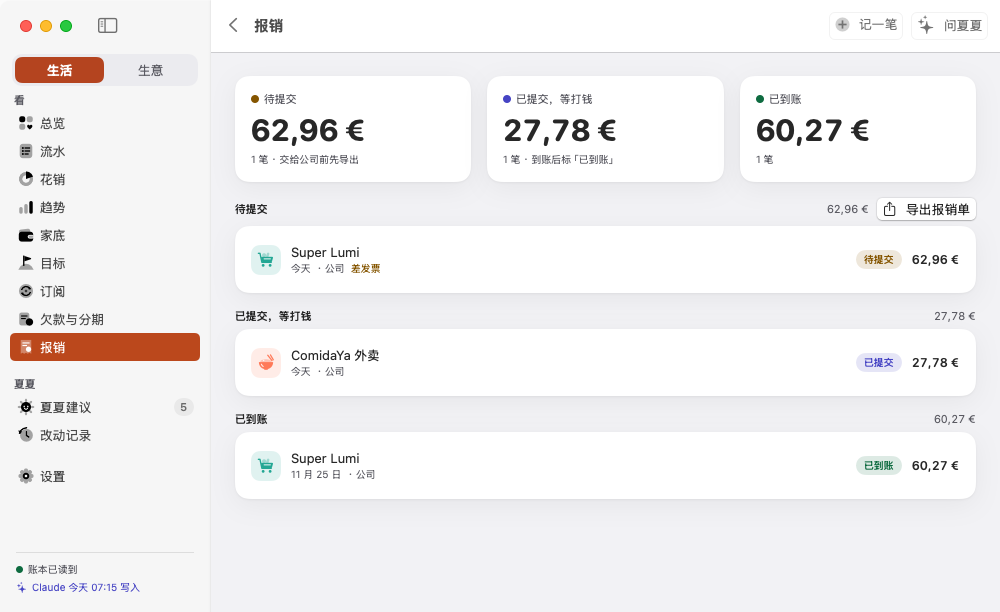 报销
记一笔
问夏夏
生活
生意
看
总览
流水
花销
趋势
家底
目标
订阅
欠款与分期
报销
夏夏
夏夏建议
5
改动记录
设置
账本已读到
Claude 今天 07:15 写入
待提交
62,96 €
1 笔 · 交给公司前先导出
已提交，等打钱
27,78 €
1 笔 · 到账后标「已到账」
已到账
60,27 €
1 笔
待提交
62,96 €
导出报销单
Super Lumi
今天 · 公司 差发票
待提交
62,96 €
已提交，等打钱
27,78 €
ComidaYa 外卖
今天 · 公司
已提交
27,78 €
已到账
60,27 €
Super Lumi
11 月 25 日 · 公司
已到账
60,27 €